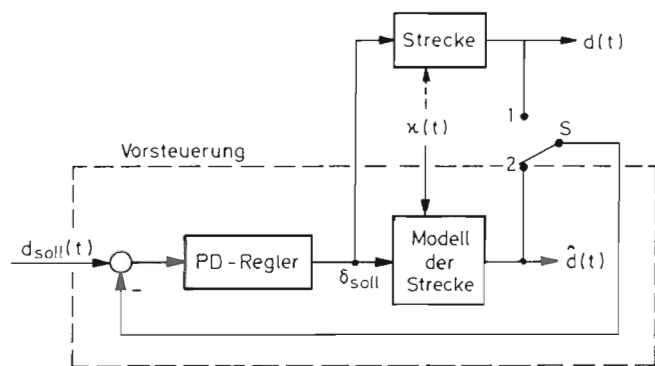 Strecke
d(t)
ϰ(t)
1
S
Vorsteuerung
2
d_soll(t)
PD-Regler
δ_soll
Modell
der
Strecke
d̂(t)
-